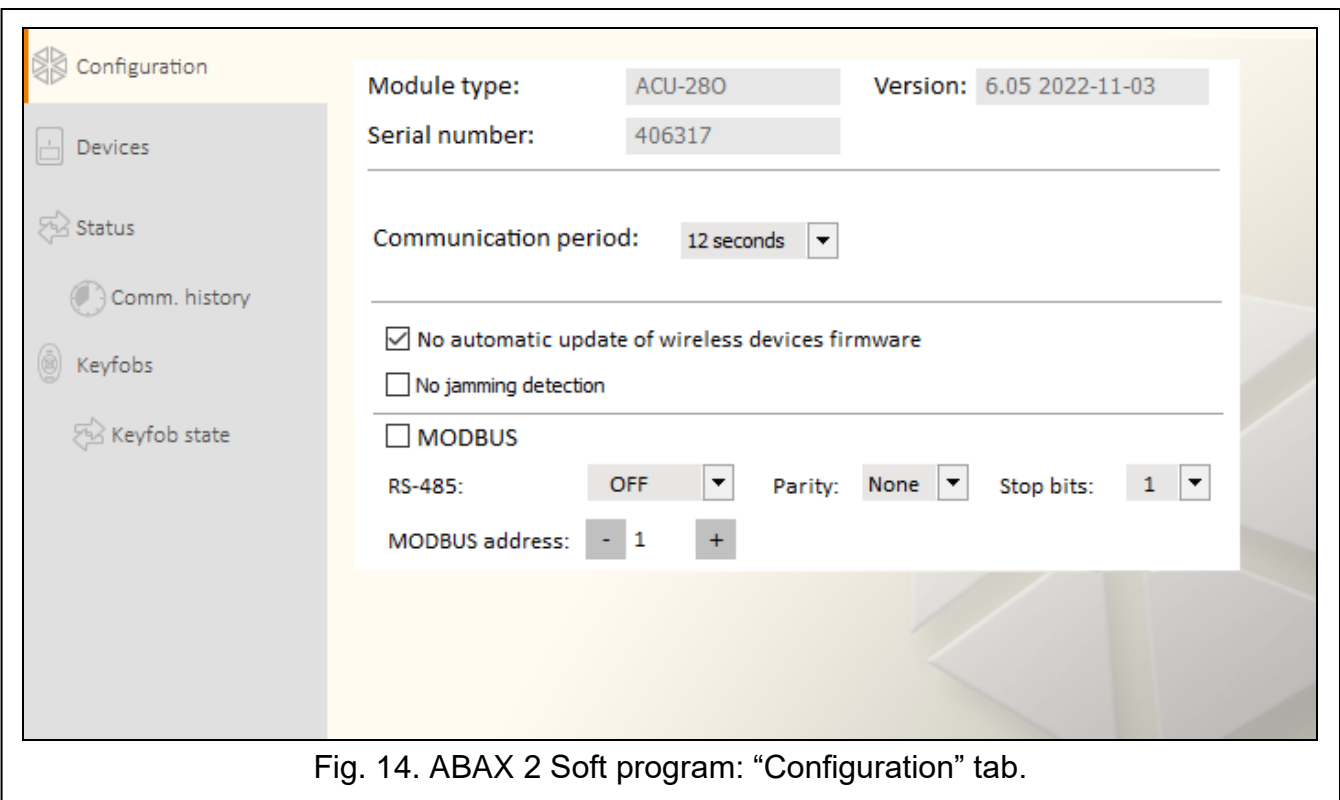 Configuration
Devices
Status
Comm. history
Keyfobs
Keyfob state
Module type: ACU-28O Version: 6.05 2022-11-03
Serial number: 406317
Communication period: 12 seconds
No automatic update of wireless devices firmware
No jamming detection
MODBUS
RS-485: OFF Parity: None Stop bits: 1
MODBUS address: - 1 +
Fig. 14. ABAX 2 Soft program: “Configuration” tab.